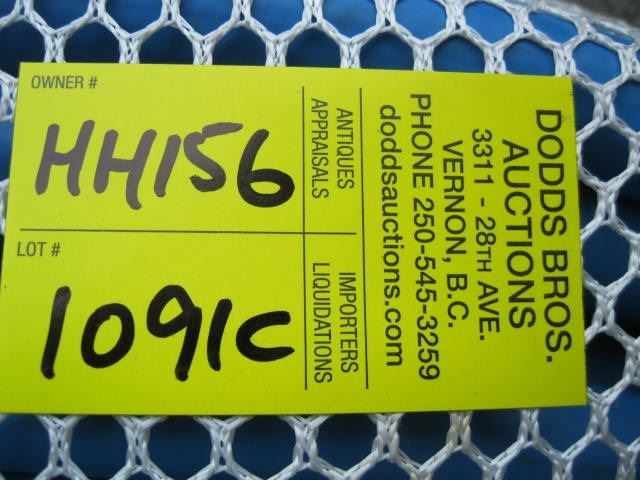 OWNER #
HH156
LOT #
1091C
ANTIQUES
APPRAISALS
IMPORTERS
LIQUIDATIONS
DODDS BROS.
AUCTIONS
3311 - 28TH AVE.
VERNON, B.C.
PHONE 250-545-3259
doddsauctions.com